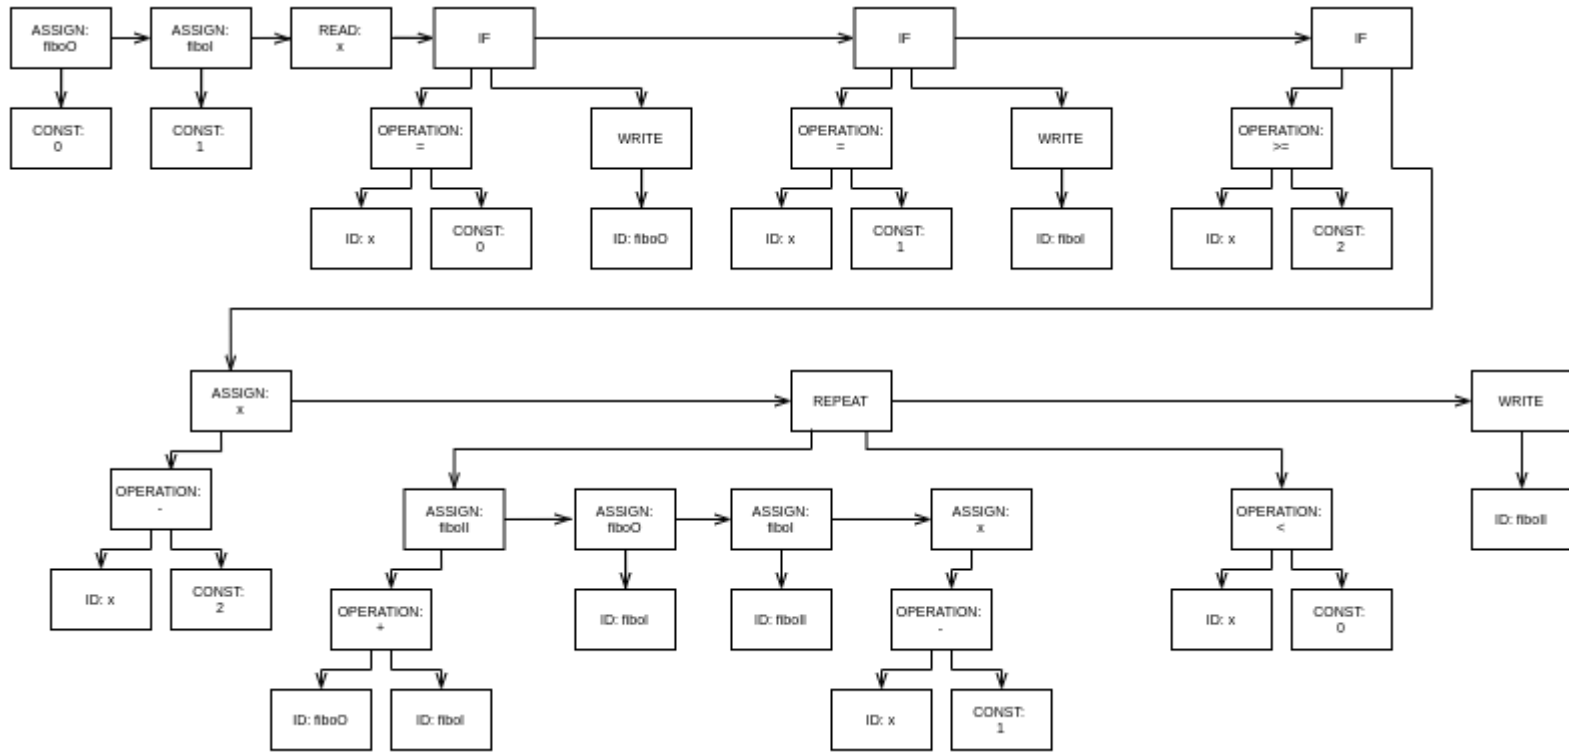 ASSIGN:
fiboO
ASSIGN:
fiboI
READ:
x
IF
IF
IF
CONST:
0
CONST:
1
OPERATION:
=
WRITE
OPERATION:
=
WRITE
OPERATION:
>=
ID: x
CONST:
0
ID: fiboO
ID: x
CONST:
1
ID: fiboI
ID: x
CONST:
2
ASSIGN:
x
REPEAT
WRITE
OPERATION:
-
ASSIGN:
fiboII
ASSIGN:
fiboO
ASSIGN:
fiboI
ASSIGN:
x
OPERATION:
<
ID: fiboII
ID: x
CONST:
2
OPERATION:
+
ID: fiboI
ID: fiboII
OPERATION:
-
ID: x
CONST:
0
ID: fiboO
ID: fiboI
ID: x
CONST:
1